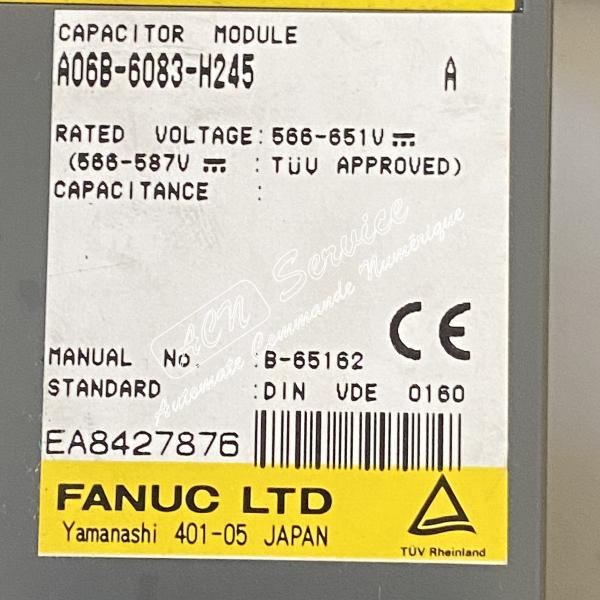 CAPACITOR MODULE
A06B-6083-H245 A
RATED VOLTAGE: 566-651V ⎓
(566-587V ⎓ : TÜV APPROVED)
CAPACITANCE :
ACN Service
Automate Commande Numérique
CE
MANUAL No. :B-65162
STANDARD :DIN VDE 0160
EA8427876
FANUC LTD
Yamanashi 401-05 JAPAN
TÜV Rheinland